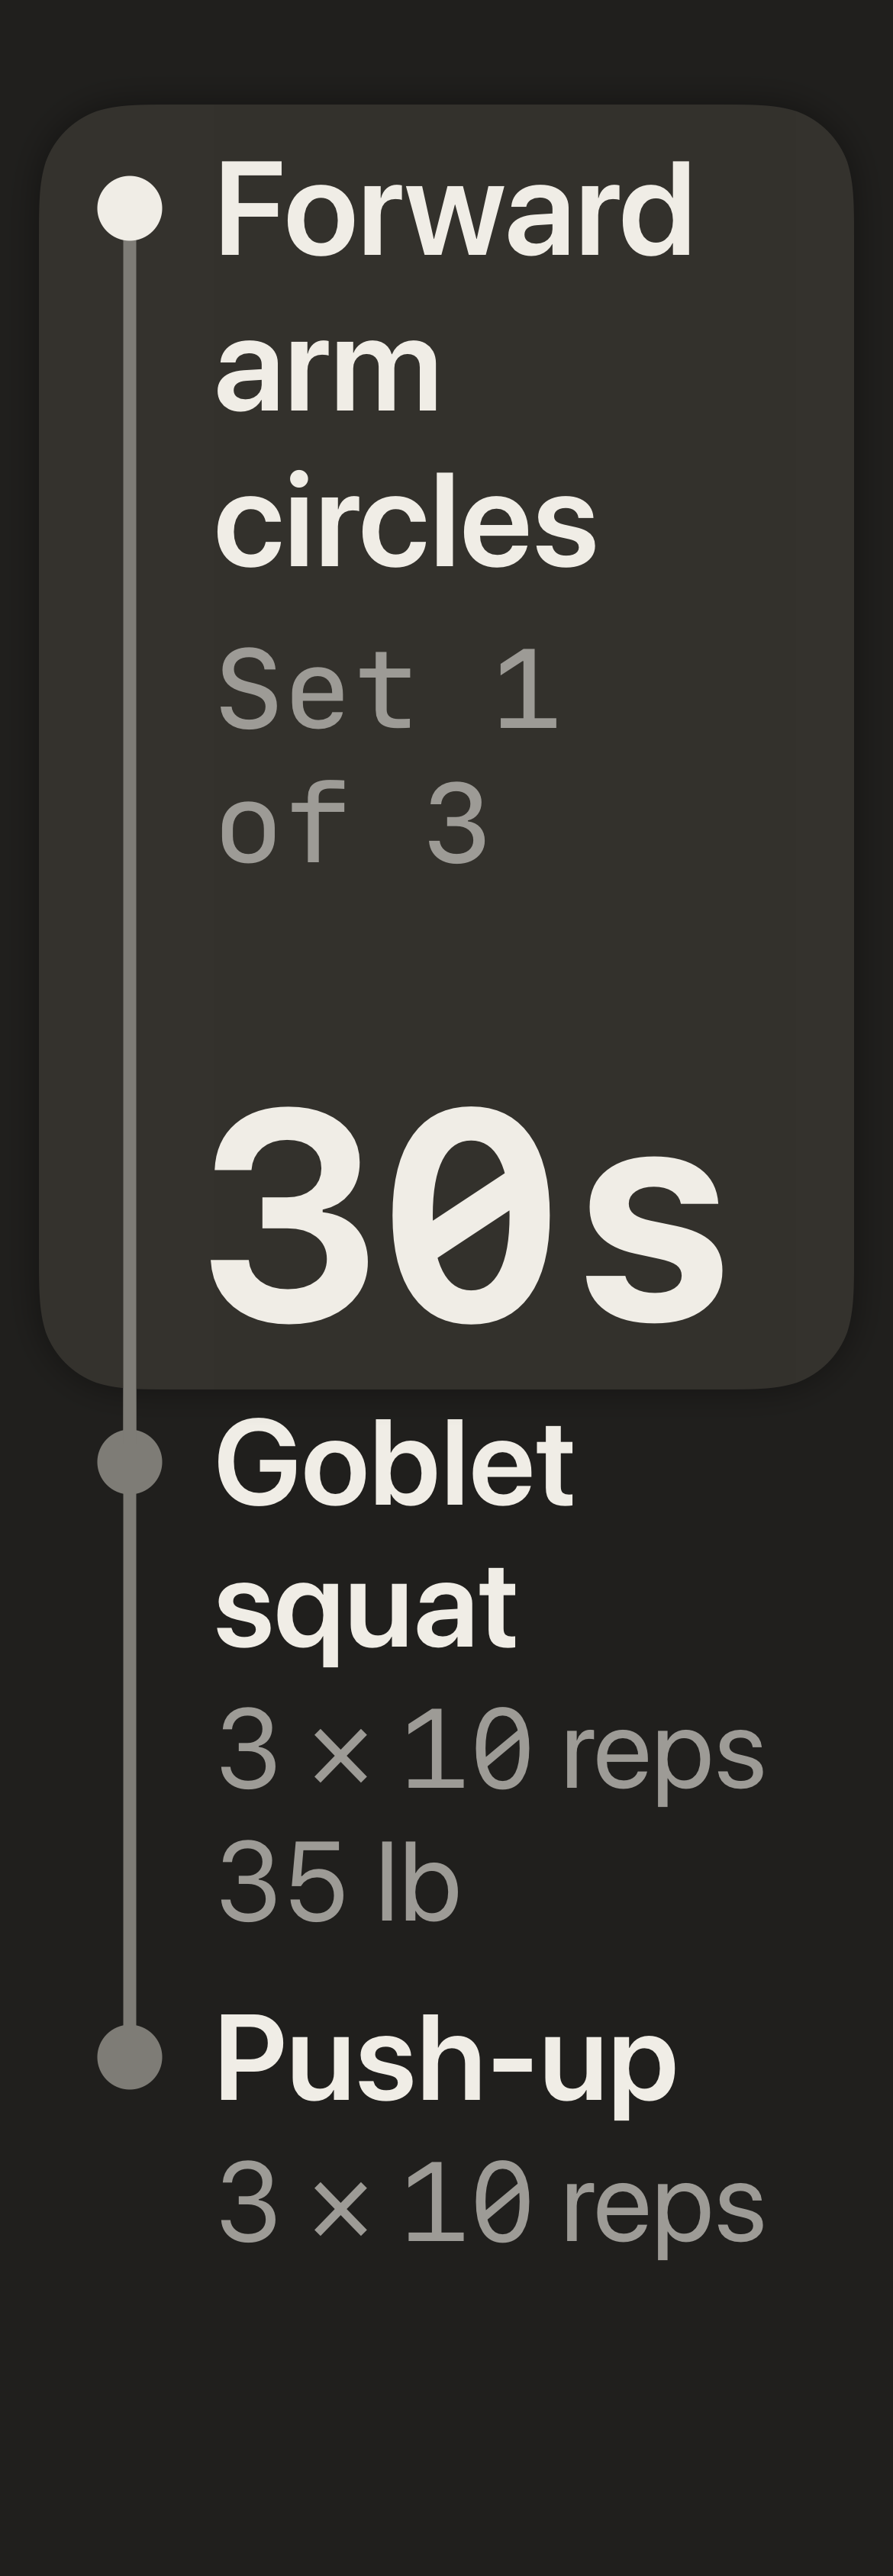 Forward
arm
circles
Set 1
of 3
30s
Goblet
squat
3 × 10 reps
35 lb
Push-up
3 × 10 reps